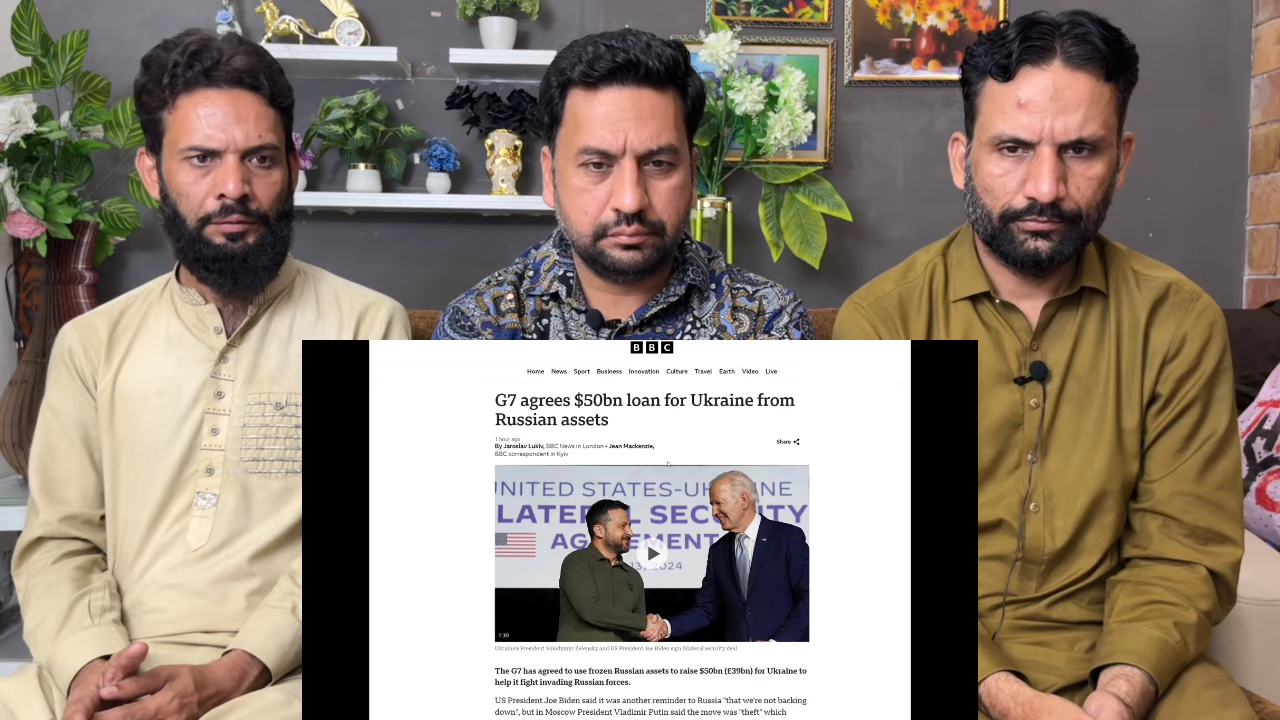 BBC
Home News Sport Business Innovation Culture Travel Earth Video Live
G7 agrees $50bn loan for Ukraine from
Russian assets
1 hour ago
Share
By Jaroslav Lukiv, BBC News in London • Jean Mackenzie,
BBC correspondent in Kyiv
UNITED STATES-UKRAINE
LATERAL SECURITY
AGREEMENT
13, 2024
1:30
Ukraine's President Volodymyr Zelensky and US President Joe Biden sign bilateral security deal
The G7 has agreed to use frozen Russian assets to raise $50bn (£39bn) for Ukraine to
help it fight invading Russian forces.
US President Joe Biden said it was another reminder to Russia "that we're not backing
down", but in Moscow President Vladimir Putin said the move was "theft" which